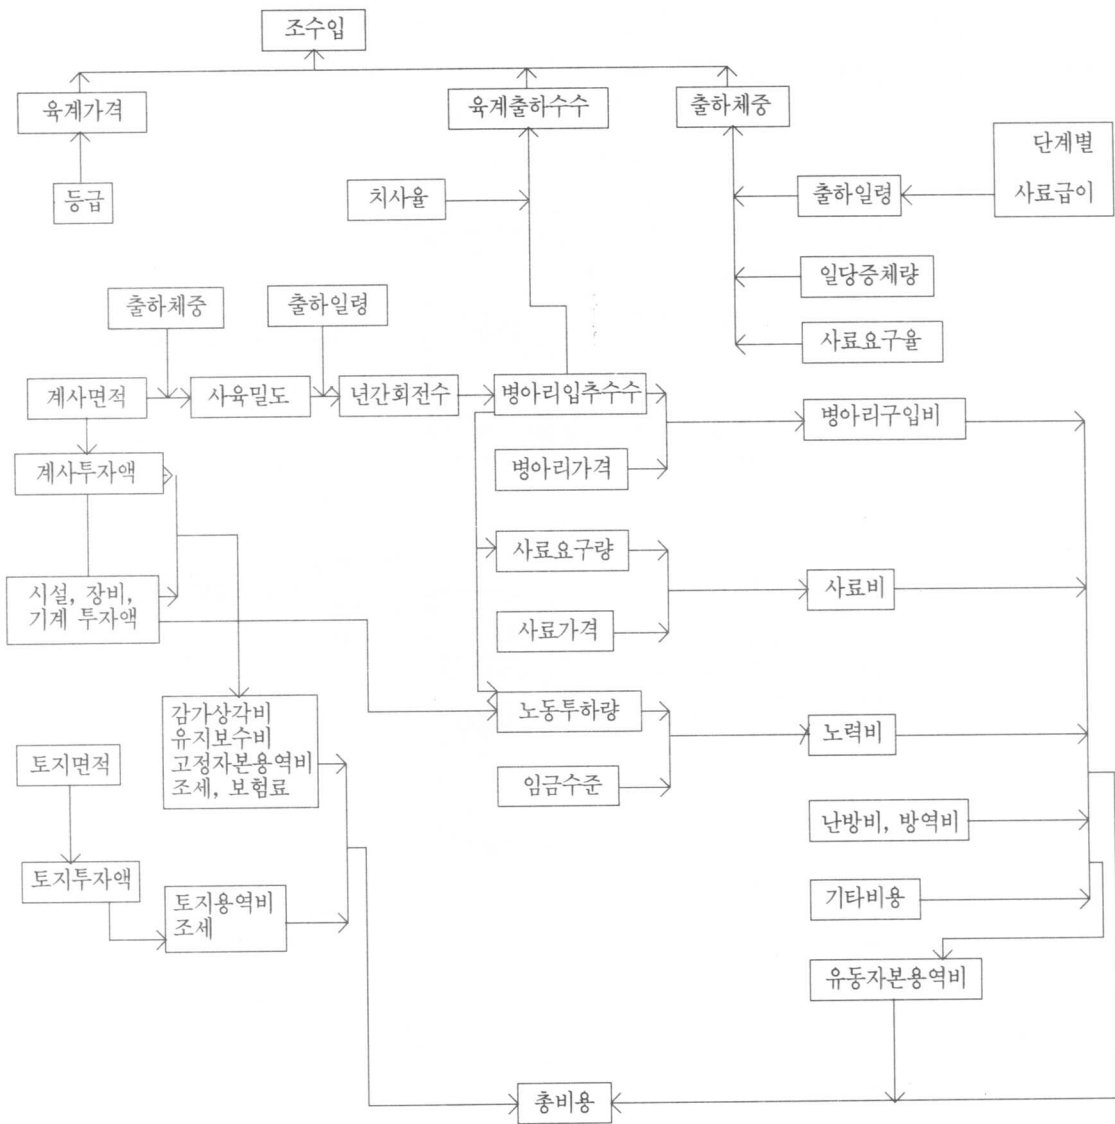 조수입
육계가격
육계출하수수
출하체중
단계별
사료급이
등급
치사율
출하일령
일당증체량
사료요구율
출하체중
출하일령
계사면적
사육밀도
년간회전수
병아리입추수수
병아리구입비
계사투자액
병아리가격
사료요구량
사료비
시설, 장비,
기계 투자액
사료가격
노동투하량
노력비
감가상각비
유지보수비
고정자본용역비
조세, 보험료
토지면적
임금수준
난방비, 방역비
토지투자액
토지용역비
조세
기타비용
유동자본용역비
총비용